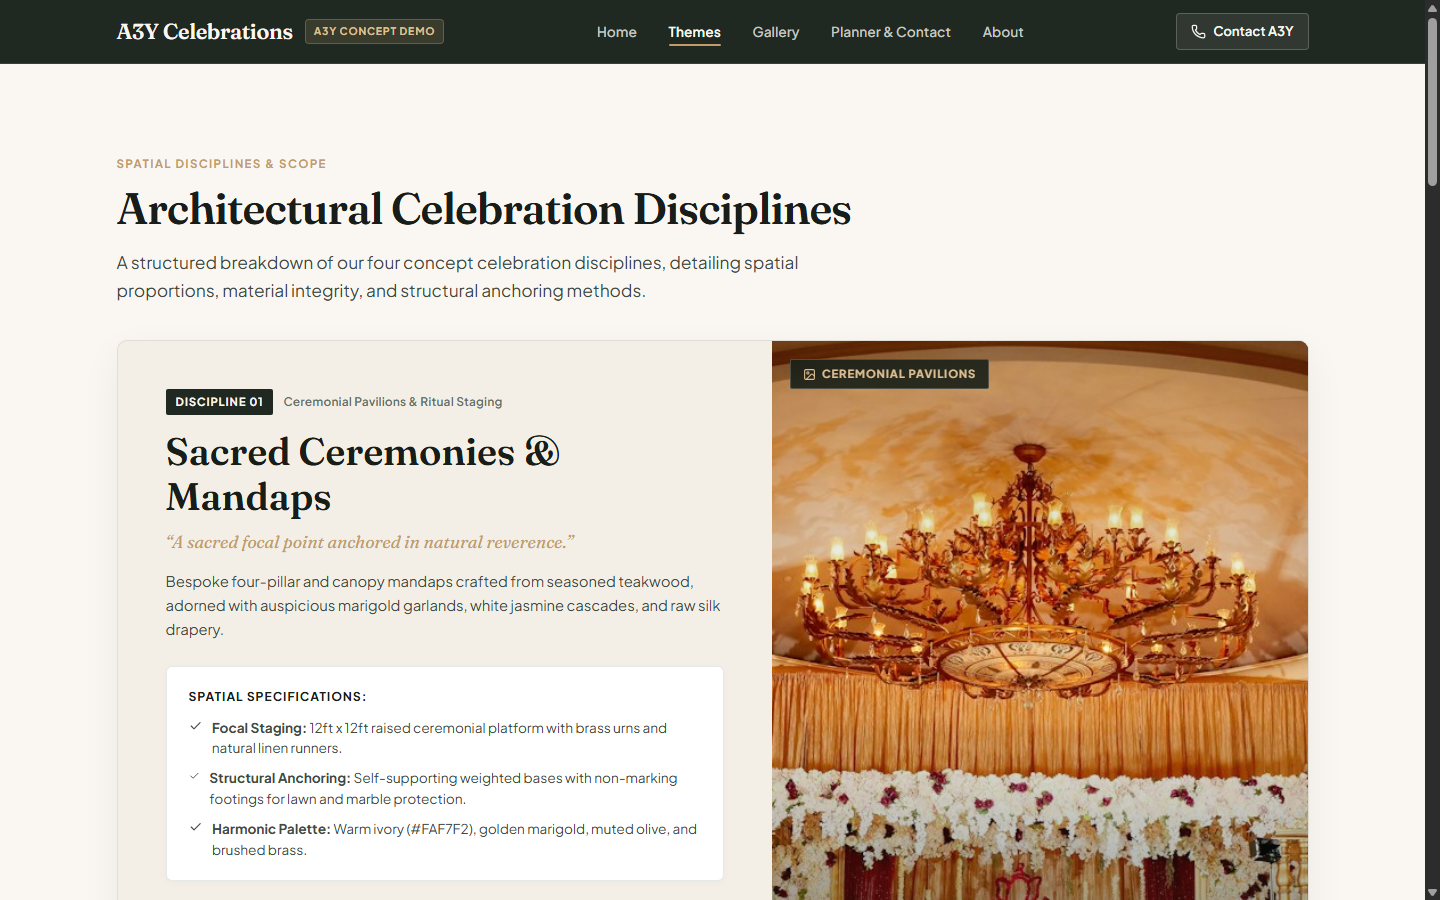 A3Y Celebrations
A3Y CONCEPT DEMO
Home
Themes
Gallery
Planner & Contact
About
Contact A3Y
SPATIAL DISCIPLINES & SCOPE
Architectural Celebration Disciplines
A structured breakdown of our four concept celebration disciplines, detailing spatial
proportions, material integrity, and structural anchoring methods.
DISCIPLINE 01
Ceremonial Pavilions & Ritual Staging
Sacred Ceremonies &
Mandaps
“A sacred focal point anchored in natural reverence.”
Bespoke four-pillar and canopy mandaps crafted from seasoned teakwood,
adorned with auspicious marigold garlands, white jasmine cascades, and raw silk
drapery.
SPATIAL SPECIFICATIONS:
Focal Staging: 12ft x 12ft raised ceremonial platform with brass urns and
natural linen runners.
Structural Anchoring: Self-supporting weighted bases with non-marking
footings for lawn and marble protection.
Harmonic Palette: Warm ivory (#FAF7F2), golden marigold, muted olive, and
brushed brass.
CEREMONIAL PAVILIONS